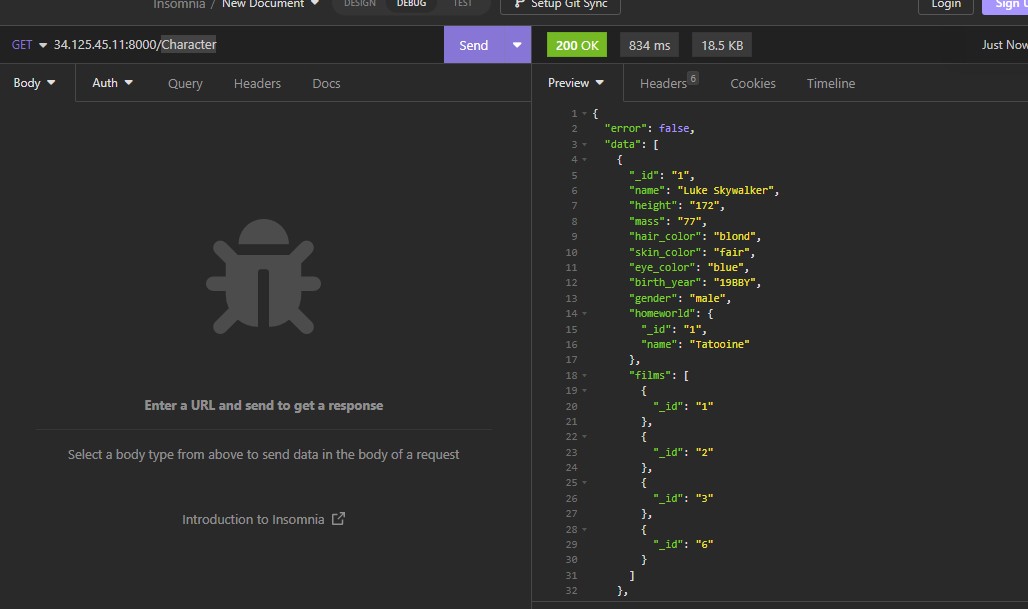 Insomnia / New Document DESIGN DEBUG TEST Setup Git Sync Login Sign
GET 34.125.45.11:8000/Character Send 200 OK 834 ms 18.5 KB Just Now
Body Auth Query Headers Docs Preview Headers 6 Cookies Timeline
Enter a URL and send to get a response
Select a body type from above to send data in the body of a request
Introduction to Insomnia
1 {
2 "error": false,
3 "data": [
4 {
5 "_id": "1",
6 "name": "Luke Skywalker",
7 "height": "172",
8 "mass": "77",
9 "hair_color": "blond",
10 "skin_color": "fair",
11 "eye_color": "blue",
12 "birth_year": "19BBY",
13 "gender": "male",
14 "homeworld": {
15 "_id": "1",
16 "name": "Tatooine"
17 },
18 "films": [
19 {
20 "_id": "1"
21 },
22 {
23 "_id": "2"
24 },
25 {
26 "_id": "3"
27 },
28 {
29 "_id": "6"
30 }
31 ]
32 },